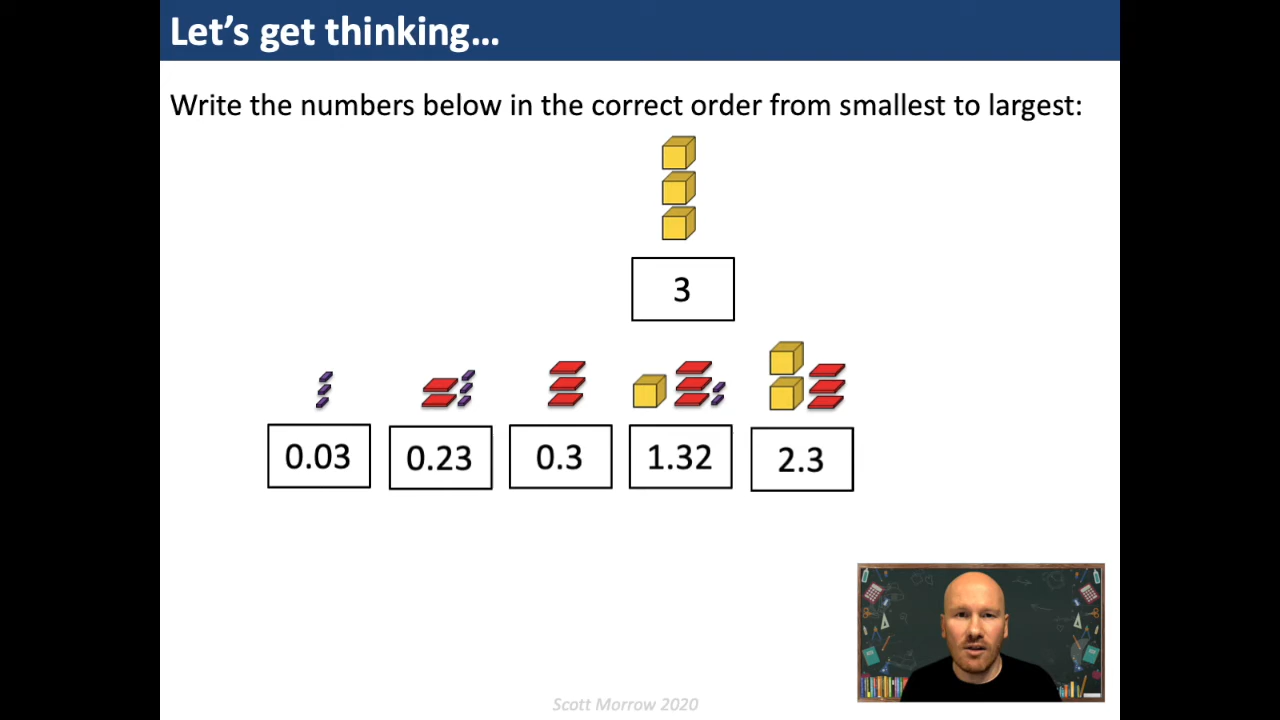 Let's get thinking…
Write the numbers below in the correct order from smallest to largest:
3
0.03 0.23 0.3 1.32 2.3
Scott Morrow 2020